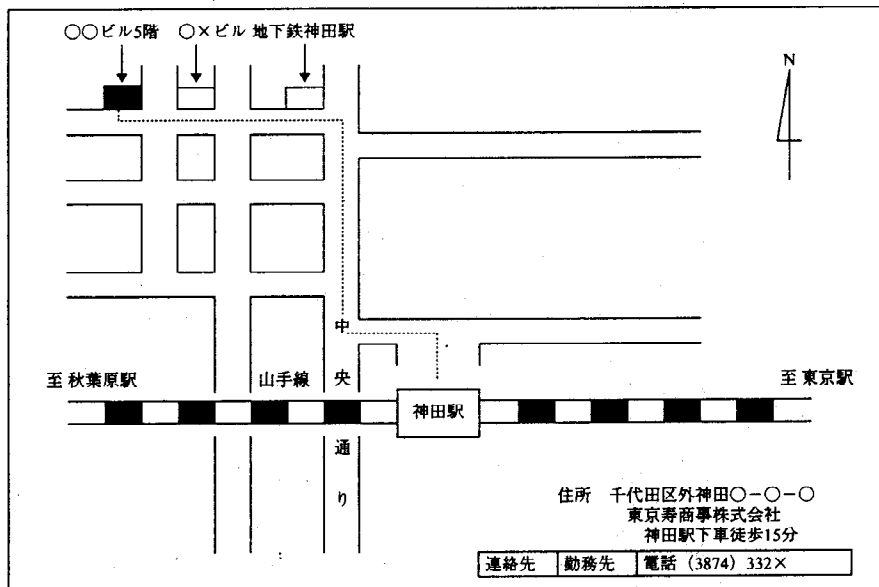 ○○ビル5階 ○×ビル 地下鉄神田駅
N
中央通り
至 秋葉原駅 山手線 至 東京駅
神田駅
住所 千代田区外神田○-○-○
東京寿商事株式会社
神田駅下車徒歩15分
連絡先 勤務先 電話 (3874) 332×